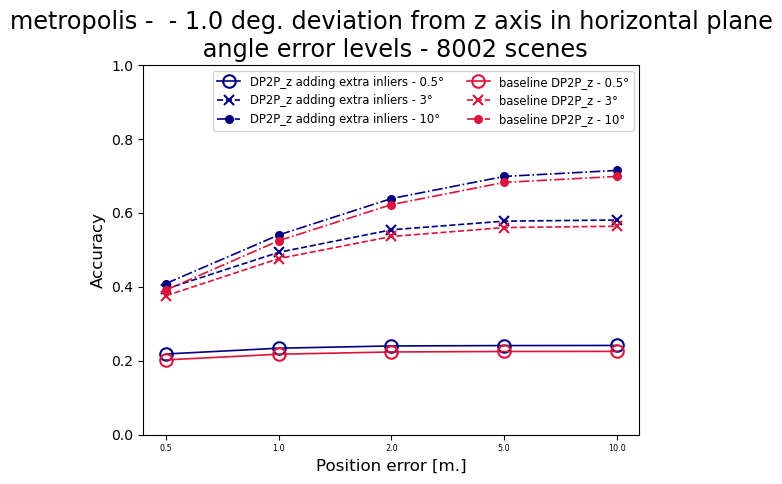 metropolis -  - 1.0 deg. deviation from z axis in horizontal plane
angle error levels - 8002 scenes
DP2P_z adding extra inliers - 0.5°
DP2P_z adding extra inliers - 3°
DP2P_z adding extra inliers - 10°
baseline DP2P_z - 0.5°
baseline DP2P_z - 3°
baseline DP2P_z - 10°
Accuracy
1.0
0.8
0.6
0.4
0.2
0.0
0.5 1.0 2.0 5.0 10.0
Position error [m.]